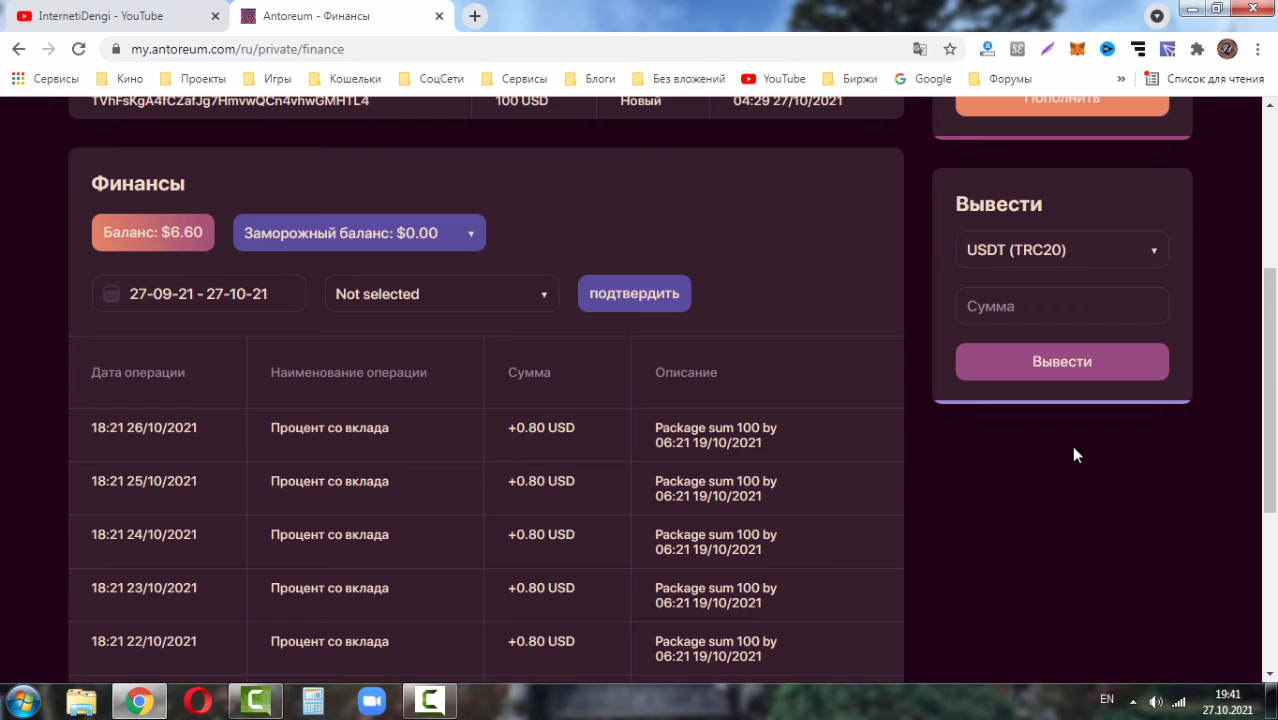 InternetiDengi - YouTube
Antoreum - Финансы
my.antoreum.com/ru/private/finance
Сервисы Кино Проекты Игры Кошельки СоцСети Сервисы Блоги Без вложений YouTube Биржи Google Форумы » Список для чтения
TVhFsKgA4fCZafJg7HmvwQCn4vhwGMHTL4 100 USD Новый 04:29 27/10/2021
Пополнить
Финансы
Баланс: $6.60 Заморожный баланс: $0.00
27-09-21 - 27-10-21 Not selected подтвердить
Дата операции Наименование операции Сумма Описание
18:21 26/10/2021 Процент со вклада +0.80 USD Package sum 100 by
06:21 19/10/2021
18:21 25/10/2021 Процент со вклада +0.80 USD Package sum 100 by
06:21 19/10/2021
18:21 24/10/2021 Процент со вклада +0.80 USD Package sum 100 by
06:21 19/10/2021
18:21 23/10/2021 Процент со вклада +0.80 USD Package sum 100 by
06:21 19/10/2021
18:21 22/10/2021 Процент со вклада +0.80 USD Package sum 100 by
06:21 19/10/2021
Вывести
USDT (TRC20)
Сумма
Вывести
EN
19:41
27.10.2021